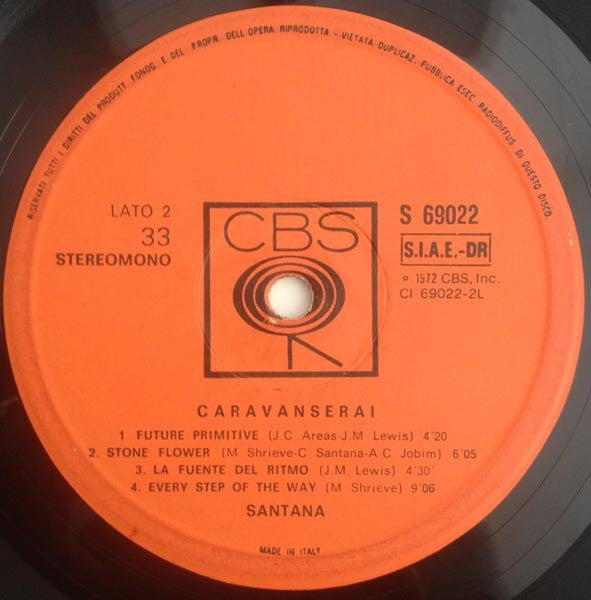 RISERVATI TUTTI I DIRITTI DEL PRODUTT. FONOG. E DEL PROPR. DELL'OPERA RIPRODOTTA - VIETATA DUPLICAZ. PUBBLICA ESEC. RADIODIFFUS. DI QUESTO DISCO
LATO 2
33
STEREOMONO
CBS
S 69022
S.I.A.E.-DR
℗ 1972 CBS, Inc.
CI 69022-2L
CARAVANSERAI
1 FUTURE PRIMITIVE (J.C Areas-J.M Lewis) 4'20
2. STONE FLOWER (M Shrieve-C Santana-A C Jobim) 6'05
3. LA FUENTE DEL RITMO (J.M. Lewis) 4'30'
4. EVERY STEP OF THE WAY (M Shrieve) 9'06
SANTANA
MADE IN ITALY